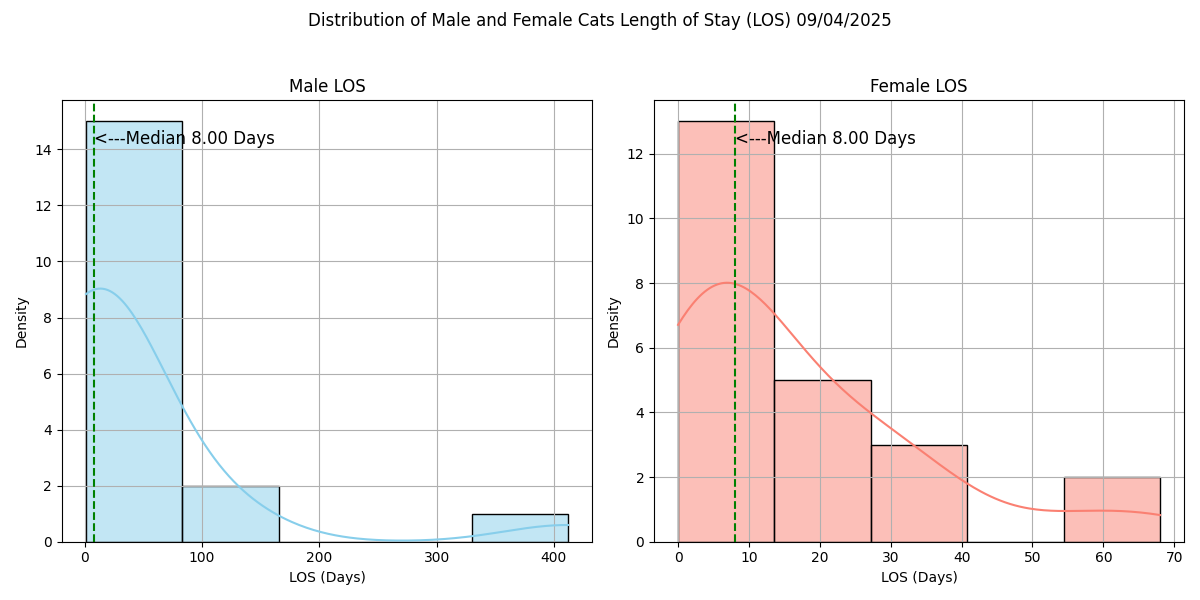 Distribution of Male and Female Cats Length of Stay (LOS) 09/04/2025
Male LOS
<---Median 8.00 Days
Density
14
12
10
8
6
4
2
0
0 100 200 300 400
LOS (Days)
Female LOS
<---Median 8.00 Days
Density
12
10
8
6
4
2
0
0 10 20 30 40 50 60 70
LOS (Days)